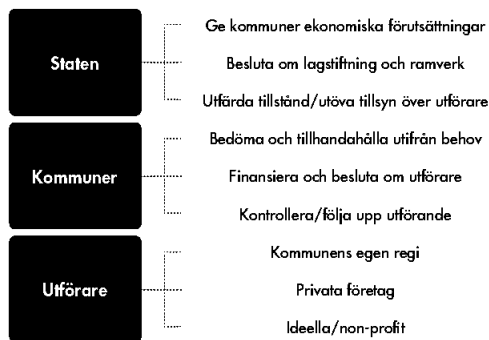 Staten
Ge kommuner ekonomiska förutsättningar
Besluta om lagstiftning och ramverk
Utfärda tillstånd/utöva tillsyn över utförare
Kommuner
Bedöma och tillhandahålla utifrån behov
Finansiera och besluta om utförare
Kontrollera/följa upp utförande
Utförare
Kommunens egen regi
Privata företag
Ideella/non-profit